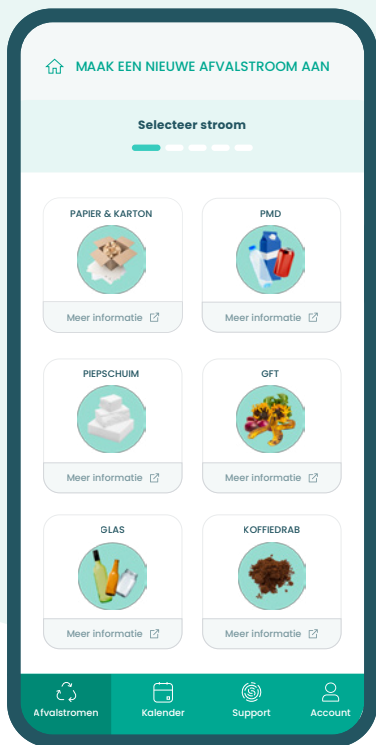 MAAK EEN NIEUWE AFVALSTROOM AAN
Selecteer stroom
PAPIER & KARTON
Meer informatie
PMD
Meer informatie
PIEPSCHUIM
Meer informatie
GFT
Meer informatie
GLAS
Meer informatie
KOFFIEDRAB
Meer informatie
Afvalstromen
Kalender
Support
Account